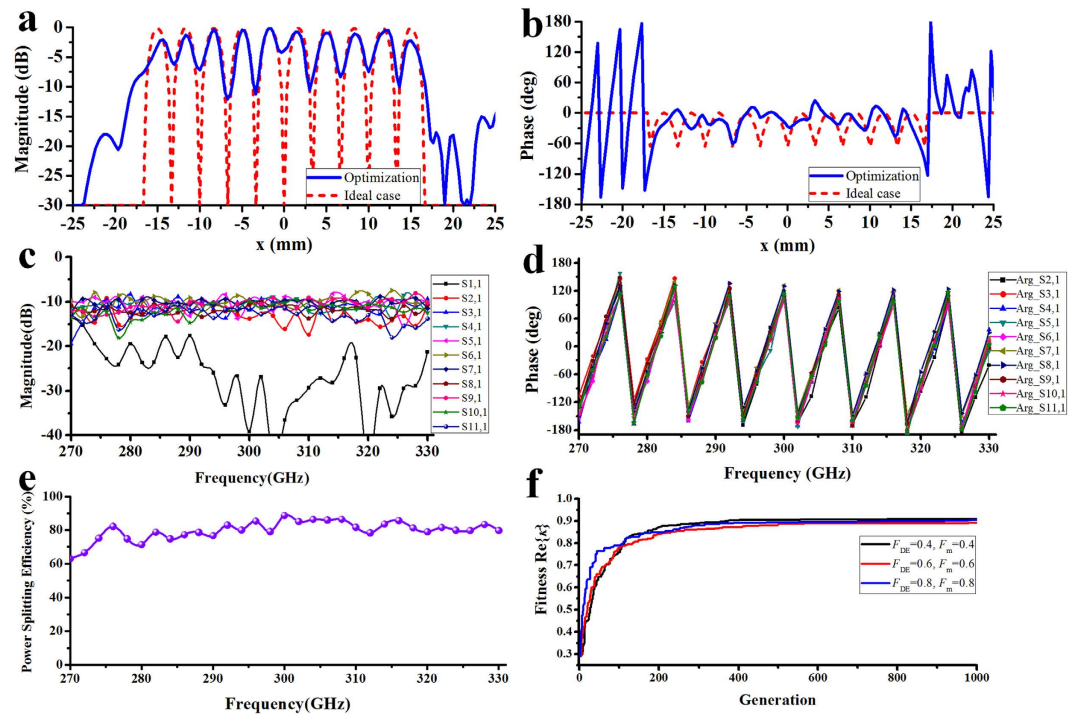 a
0
-5
-10
-15
-20
-25
-30
Magnitude (dB)
-25 -20 -15 -10 -5 0 5 10 15 20 25
x (mm)
Optimization
Ideal case
b
180
120
60
0
-60
-120
-180
Phase (deg)
-25 -20 -15 -10 -5 0 5 10 15 20 25
x (mm)
Optimization
Ideal case
c
0
-10
-20
-30
-40
Magnitude(dB)
270 280 290 300 310 320 330
Frequency(GHz)
S1,1
S2,1
S3,1
S4,1
S5,1
S6,1
S7,1
S8,1
S9,1
S10,1
S11,1
d
180
120
60
0
-60
-120
-180
Phase (deg)
270 280 290 300 310 320 330
Frequency (GHz)
Arg_S2,1
Arg_S3,1
Arg_S4,1
Arg_S5,1
Arg_S6,1
Arg_S7,1
Arg_S8,1
Arg_S9,1
Arg_S10,1
Arg_S11,1
e
100
80
60
40
20
0
Power Splitting Efficiency (%)
270 280 290 300 310 320 330
Frequency(GHz)
f
1.0
0.9
0.8
0.7
0.6
0.5
0.4
0.3
Fitness Re{κ}
0 200 400 600 800 1000
Generation
F_DE=0.4, F_m=0.4
F_DE=0.6, F_m=0.6
F_DE=0.8, F_m=0.8